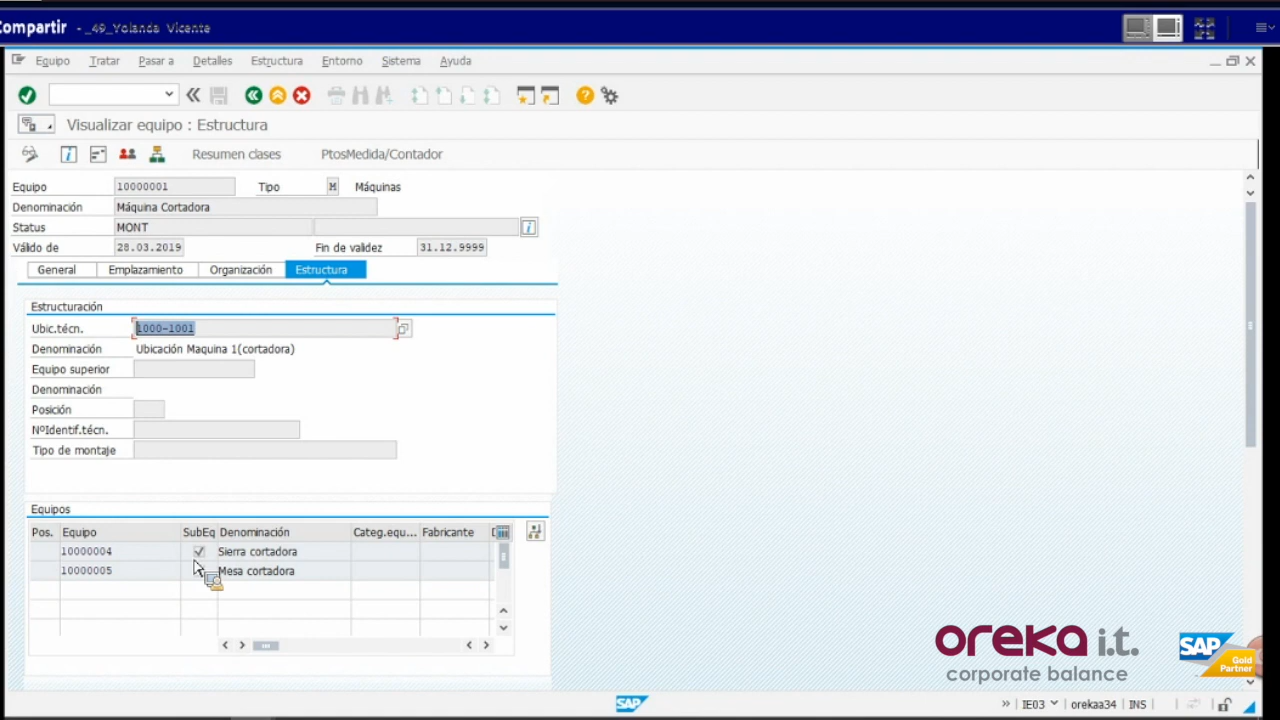 Compartir - _49_Yolanda Vicente
Equipo Tratar Pasar a Detalles Estructura Entorno Sistema Ayuda
Visualizar equipo : Estructura
Resumen clases PtosMedida/Contador
Equipo 10000001 Tipo M Máquinas
Denominación Máquina Cortadora
Status MONT
Válido de 28.03.2019 Fin de validez 31.12.9999
General Emplazamiento Organización Estructura
Estructuración
Ubic.técn. 1000-1001
Denominación Ubicación Maquina 1(cortadora)
Equipo superior
Denominación
Posición
NºIdentif.técn.
Tipo de montaje
Equipos
Pos. Equipo SubEq Denominación Categ.equ... Fabricante
10000004 Sierra cortadora
10000005 Mesa cortadora
oreka i.t.
corporate balance
SAP
Gold
Partner
SAP
IE03 orekaa34 INS